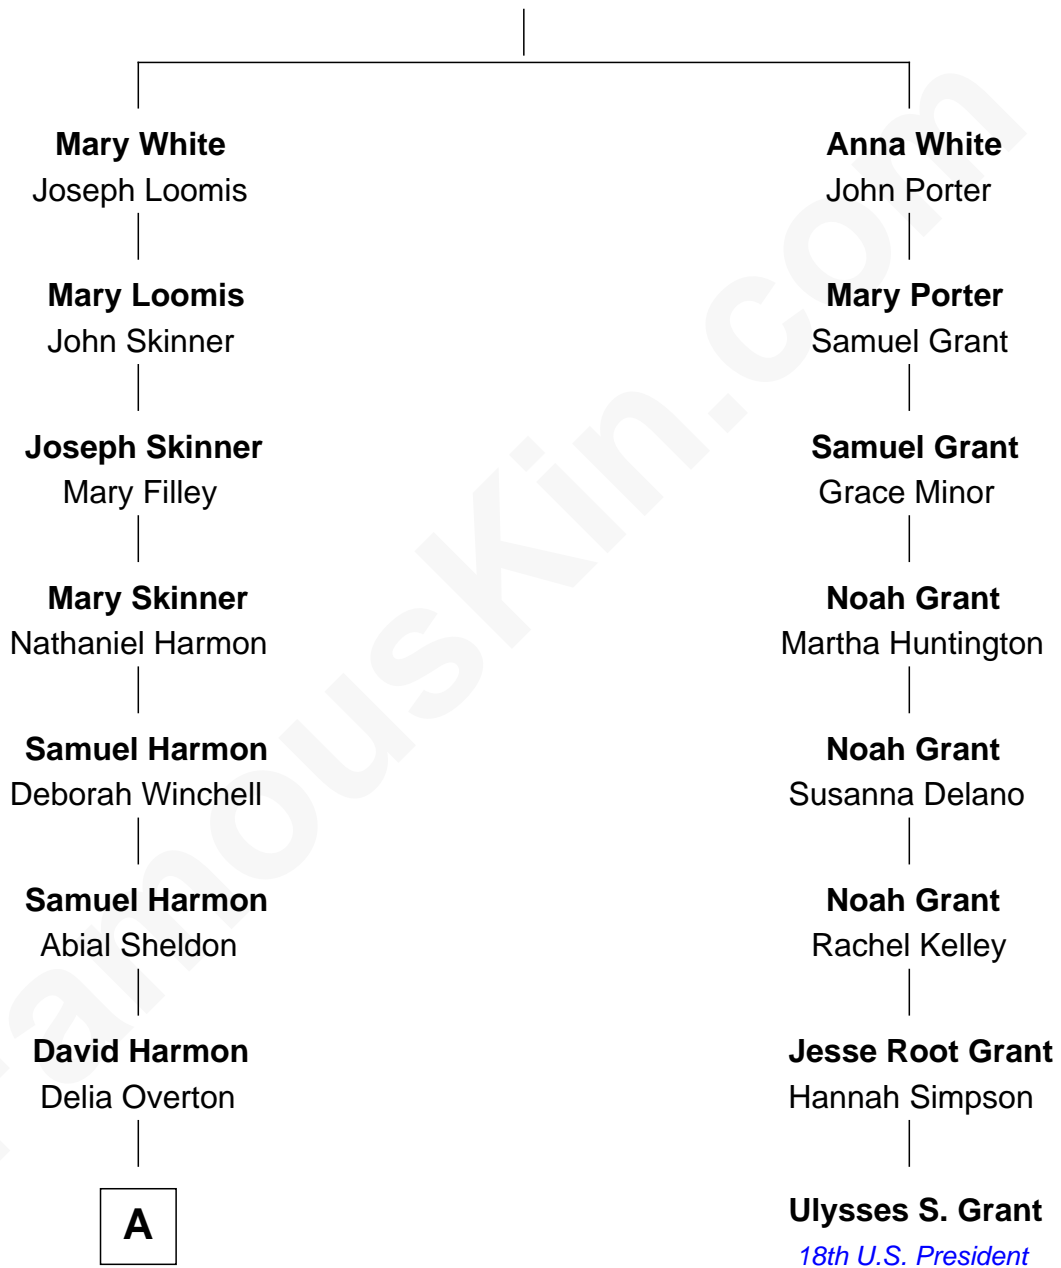 Mary White
Joseph Loomis
Mary Loomis
John Skinner
Joseph Skinner
Mary Filley
Mary Skinner
Nathaniel Harmon
Samuel Harmon
Deborah Winchell
Samuel Harmon
Abial Sheldon
David Harmon
Delia Overton
A
Anna White
John Porter
Mary Porter
Samuel Grant
Samuel Grant
Grace Minor
Noah Grant
Martha Huntington
Noah Grant
Susanna Delano
Noah Grant
Rachel Kelley
Jesse Root Grant
Hannah Simpson
Ulysses S. Grant
18th U.S. President
FamousKin.com